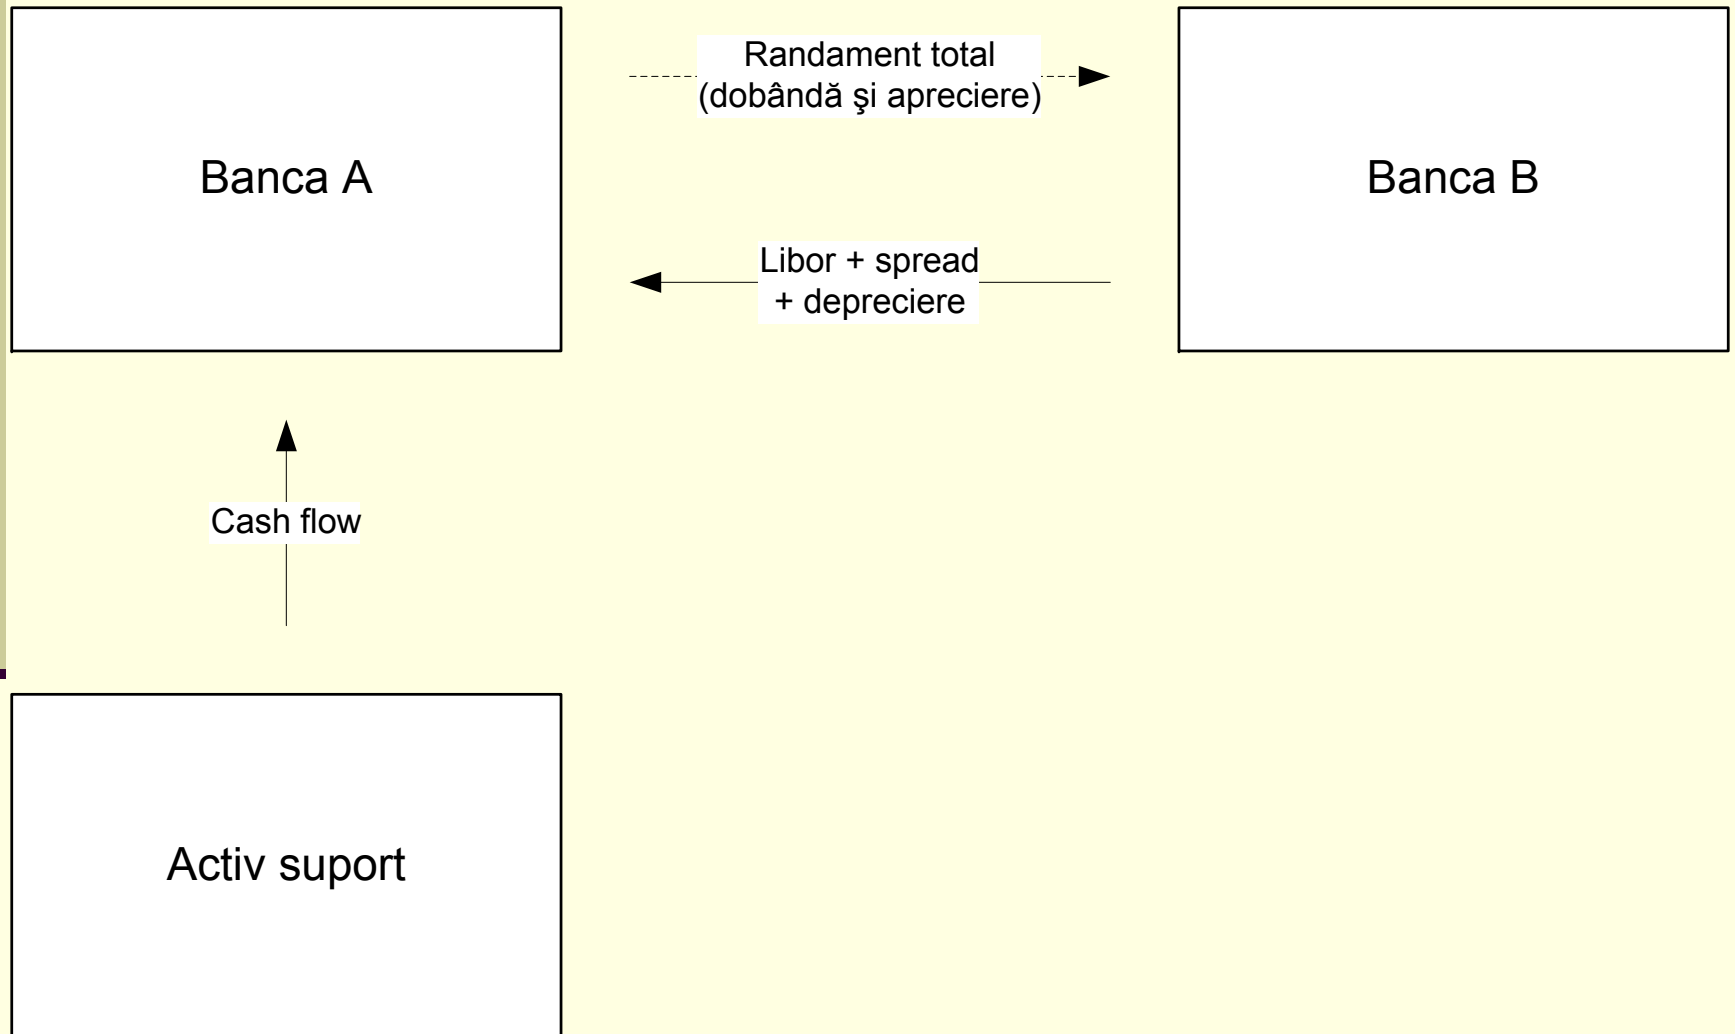 Randament total
(dobândă şi apreciere)
Banca A
Banca B
Libor + spread
+ depreciere
Cash flow
Activ suport